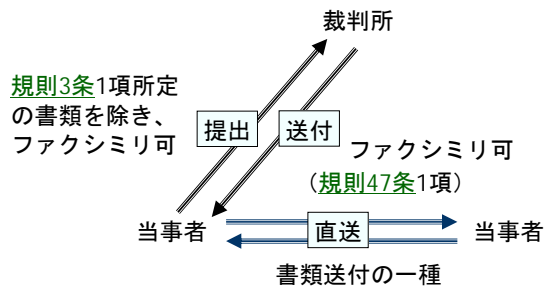 裁判所
規則3条1項所定
の書類を除き、
ファクシミリ可
提出
送付
ファクシミリ可
（規則47条1項）
当事者
直送
当事者
書類送付の一種